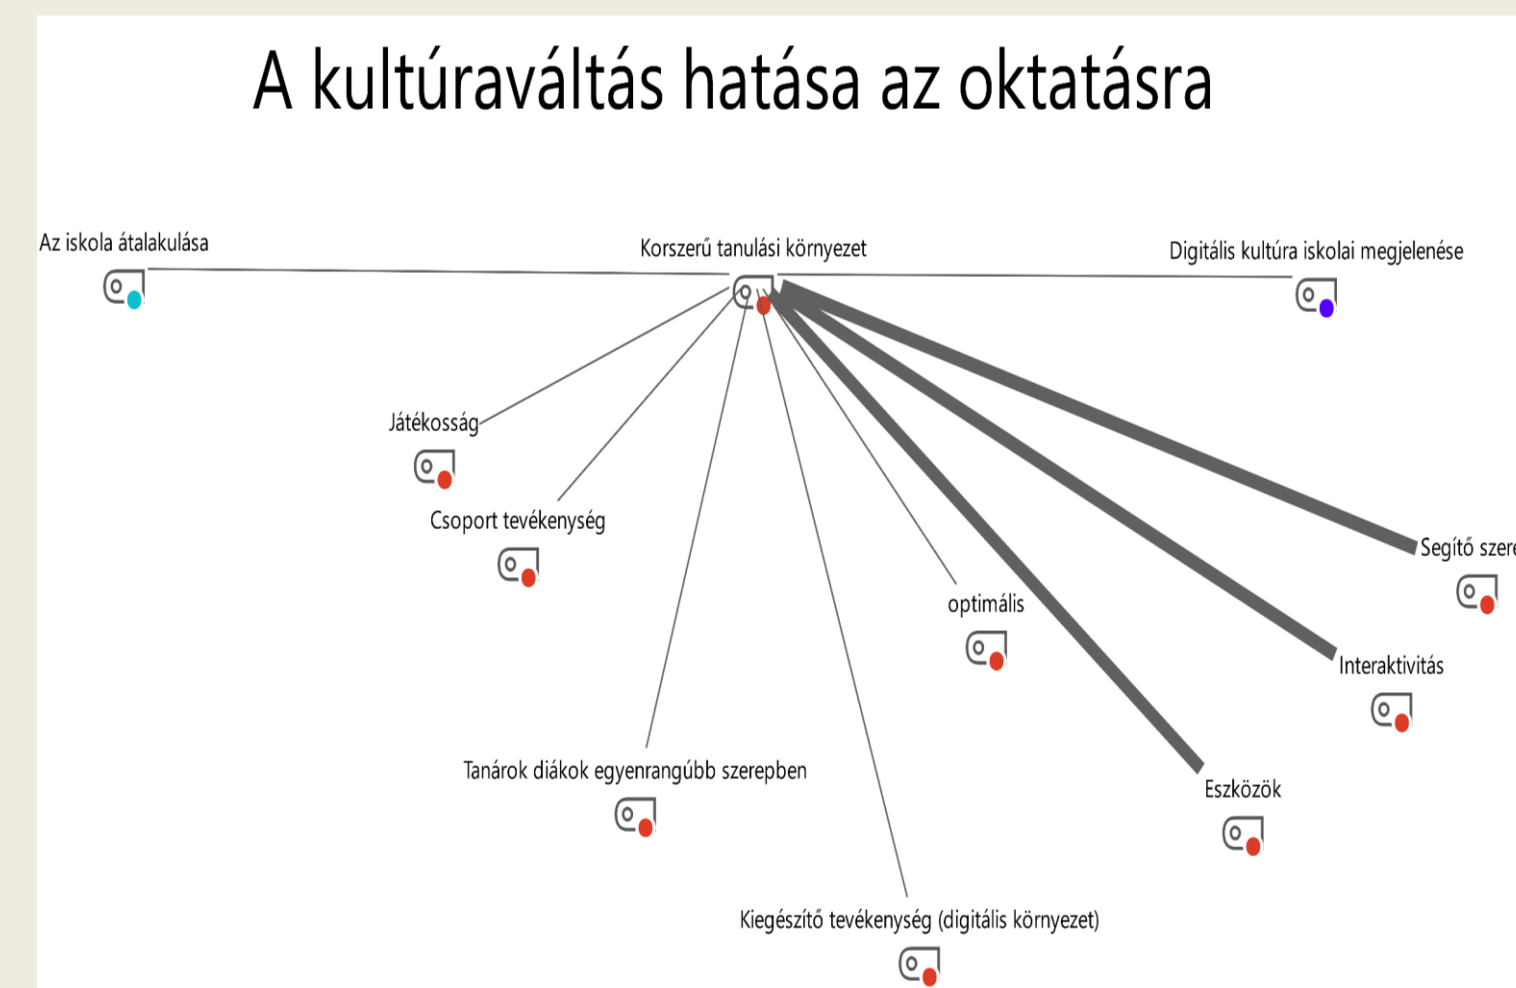 A kultúraváltás hatása az oktatásra
Az iskola átalakulása
Korszerű tanulási környezet
Digitális kultúra iskolai megjelenése
Játékosság
Csoport tevékenység
Segítő
optimális
Interaktivitás
Tanárok diákok egyenrangúbb szerepben
Eszközök
Kiegészítő tevékenység (digitális környezet)